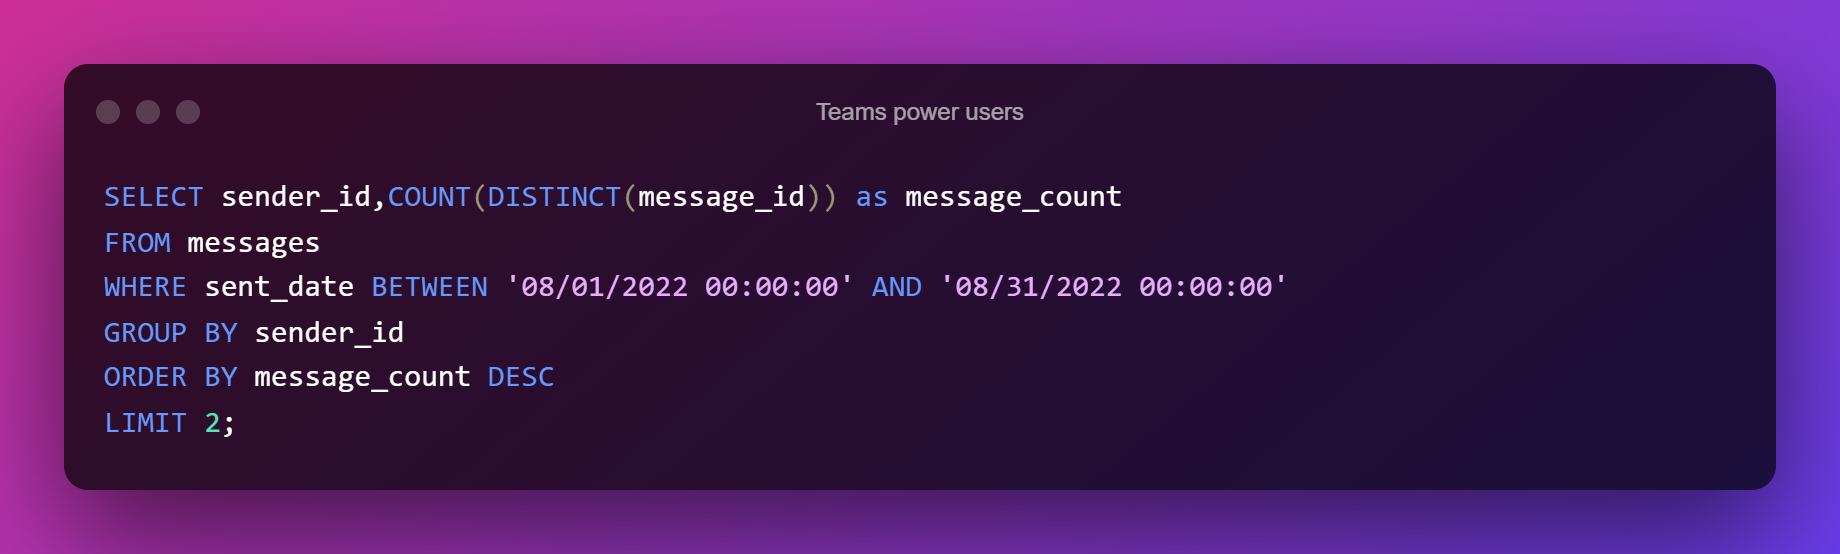 Teams power users
SELECT sender_id,COUNT(DISTINCT(message_id)) as message_count
FROM messages
WHERE sent_date BETWEEN '08/01/2022 00:00:00' AND '08/31/2022 00:00:00'
GROUP BY sender_id
ORDER BY message_count DESC
LIMIT 2;